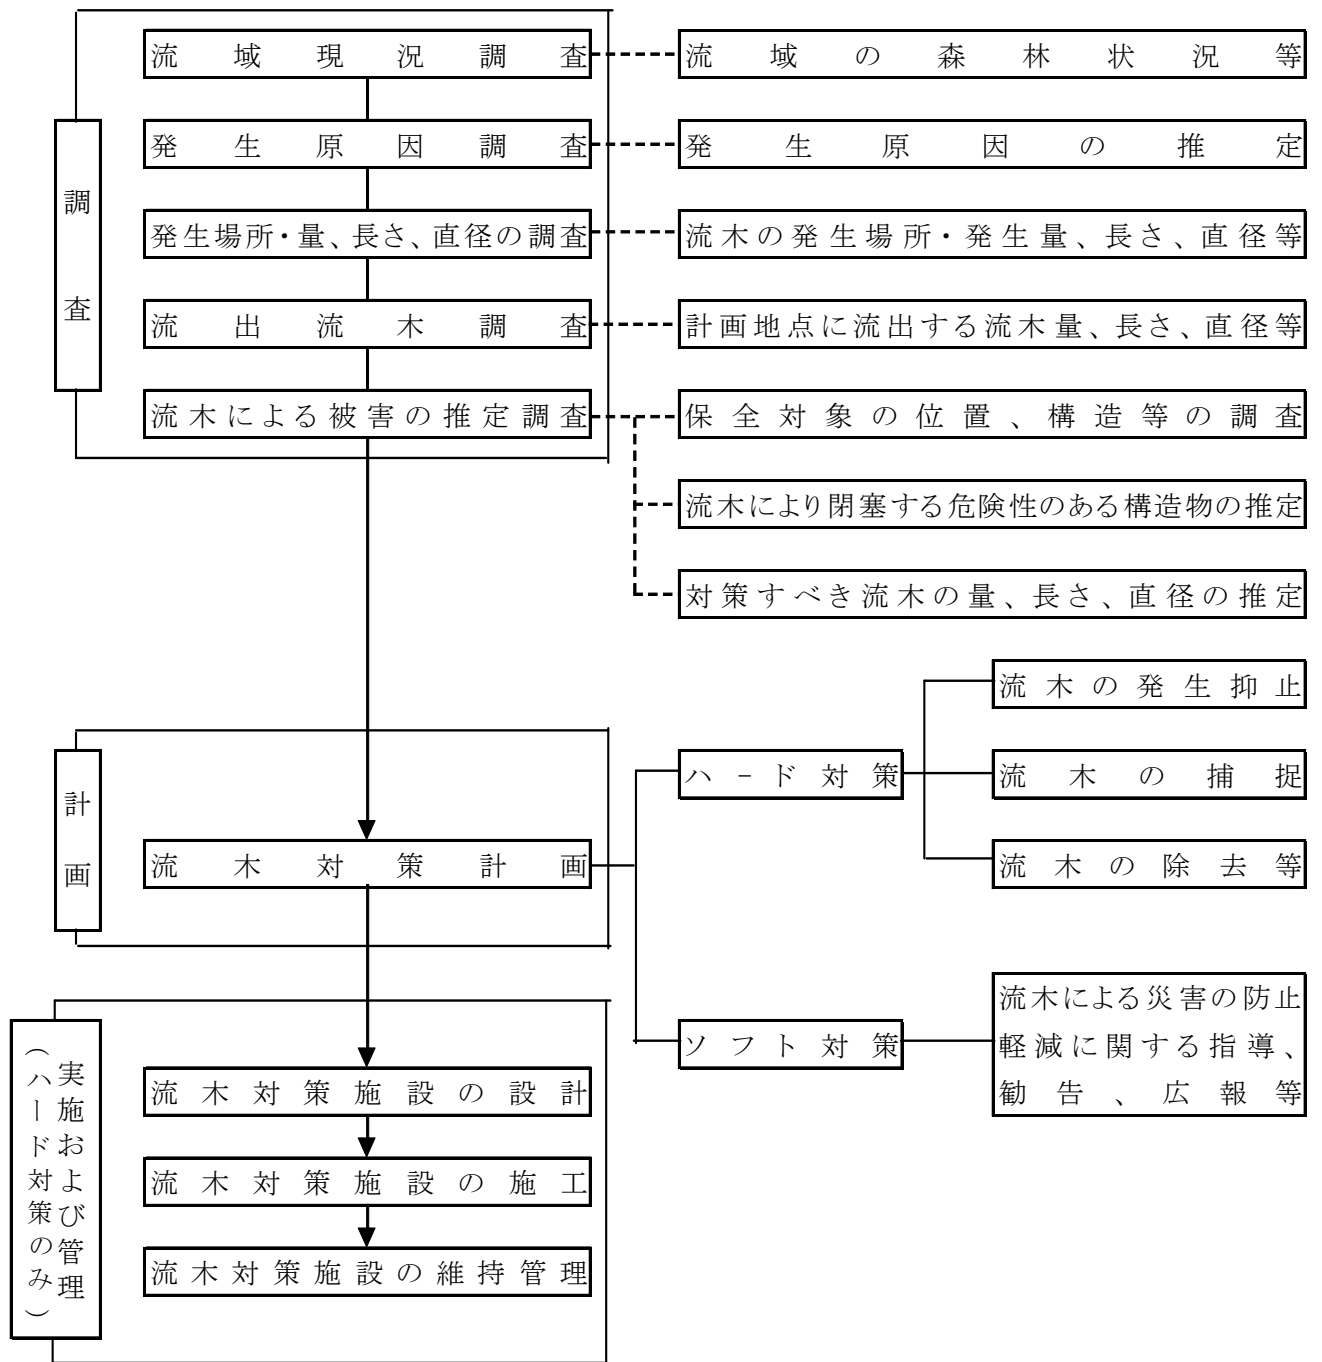 調査
流域現況調査
流域の森林状況等
発生原因調査
発生原因の推定
発生場所・量、長さ、直径の調査
流木の発生場所・発生量、長さ、直径等
流出流木調査
計画地点に流出する流木量、長さ、直径等
流木による被害の推定調査
保全対象の位置、構造等の調査
流木により閉塞する危険性のある構造物の推定
対策すべき流木の量、長さ、直径の推定
計画
流木対策計画
ハ-ド対策
流木の発生抑止
流木の捕捉
流木の除去等
ソフト対策
流木による災害の防止
軽減に関する指導、
勧告、広報等
実施および管理
(ハード対策のみ)
流木対策施設の設計
流木対策施設の施工
流木対策施設の維持管理